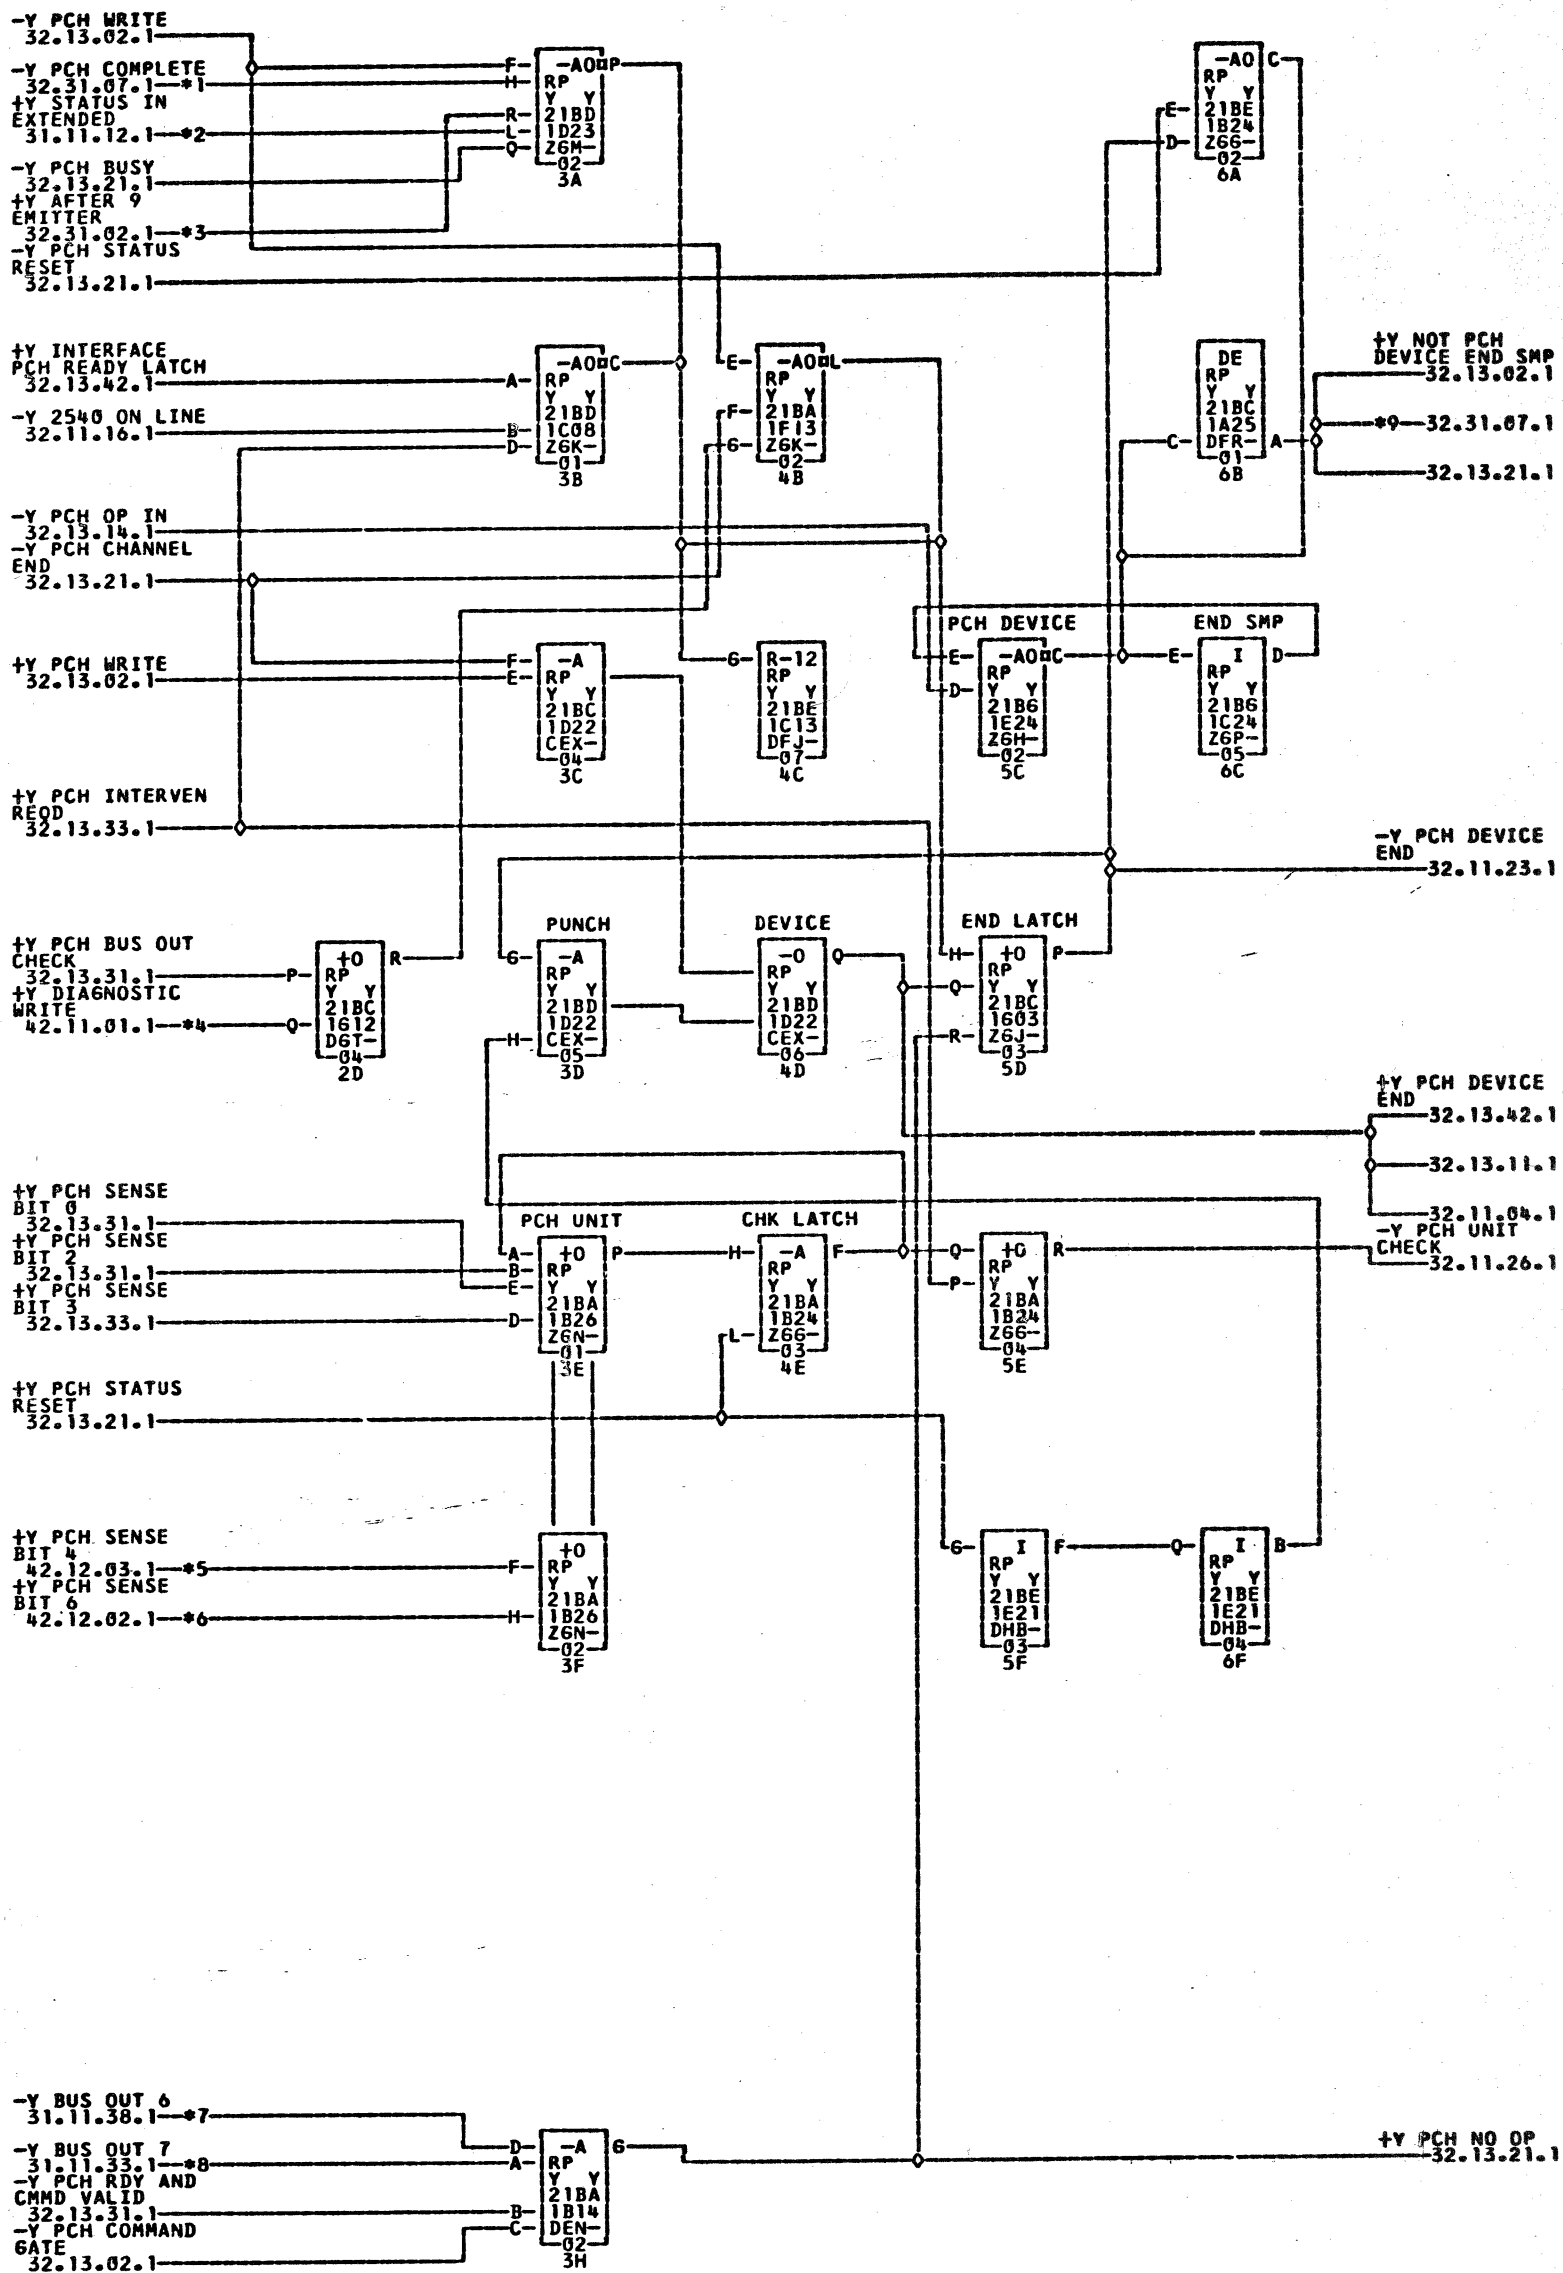 -Y PCH WRITE
32.13.02.1
-Y PCH COMPLETE
32.31.07.1—*1
+Y STATUS IN
EXTENDED
31.11.12.1—*2
-Y PCH BUSY
32.13.21.1
+Y AFTER 9
EMITTER
32.31.02.1—*3
-Y PCH STATUS
RESET
32.13.21.1
F H R L Q
-AO P
RP
Y Y
21BD
1D23
Z6M-
02
3A
E D
-AO C
RP
Y Y
21BE
1B24
Z66-
02
6A
+Y INTERFACE
PCH READY LATCH
32.13.42.1
-Y 2540 ON LINE
32.11.16.1
A B D
-AO C
RP
Y Y
21BD
1C08
Z6K-
01
3B
E F G
-AO L
RP
Y Y
21BA
1F13
Z6K-
02
4B
C
DE
RP
Y Y
21BC
1A25
DFR- A
01
6B
+Y NOT PCH
DEVICE END SMP
32.13.02.1
*9—32.31.07.1
32.13.21.1
-Y PCH OP IN
32.13.14.1
-Y PCH CHANNEL
END
32.13.21.1
+Y PCH WRITE
32.13.02.1
F E
-A
RP
Y Y
21BC
1D22
CEX-
04
3C
G
R-12
RP
Y Y
21BE
1C13
DFJ-
07
4C
PCH DEVICE
E D
-AO C
RP
Y Y
21B6
1E24
Z6H-
02
5C
END SMP
E I D
RP
Y Y
21B6
1C24
Z6P-
05
6C
+Y PCH INTERVEN
REQD
32.13.33.1
-Y PCH DEVICE
END
32.11.23.1
+Y PCH BUS OUT
CHECK
32.13.31.1
+Y DIAGNOSTIC
WRITE
42.11.01.1—*4
P Q
+O R
RP
Y Y
21BC
1G12
D6T-
04
2D
PUNCH
G H
-A
RP
Y Y
21BD
1D22
CEX-
05
3D
DEVICE
-O Q
RP
Y Y
21BD
1D22
CEX-
06
4D
END LATCH
H Q R
+O P
RP
Y Y
21BC
1G03
Z6J-
03
5D
+Y PCH DEVICE
END
32.13.42.1
32.13.11.1
32.11.04.1
-Y PCH UNIT
CHECK
32.11.26.1
+Y PCH SENSE
BIT 0
32.13.31.1
+Y PCH SENSE
BIT 2
32.13.31.1
+Y PCH SENSE
BIT 3
32.13.33.1
PCH UNIT
A B E D
+O P
RP
Y Y
21BA
1B26
Z6N-
01
3E
CHK LATCH
H L
-A F
RP
Y Y
21BA
1B24
Z66-
03
4E
Q P
+O R
RP
Y Y
21BA
1B24
Z66-
04
5E
+Y PCH STATUS
RESET
32.13.21.1
+Y PCH SENSE
BIT 4
42.12.03.1—*5
+Y PCH SENSE
BIT 6
42.12.02.1—*6
F H
+O
RP
Y Y
21BA
1B26
Z6N-
02
3F
G I F
RP
Y Y
21BE
1E21
DHB-
03
5F
Q I B
RP
Y Y
21BE
1E21
DHB-
04
6F
-Y BUS OUT 6
31.11.38.1—*7
-Y BUS OUT 7
31.11.33.1—*8
-Y PCH RDY AND
CMMD VALID
32.13.31.1
-Y PCH COMMAND
GATE
32.13.02.1
D A B C
-A G
RP
Y Y
21BA
1B14
DEN-
02
3H
+Y PCH NO OP
32.13.21.1